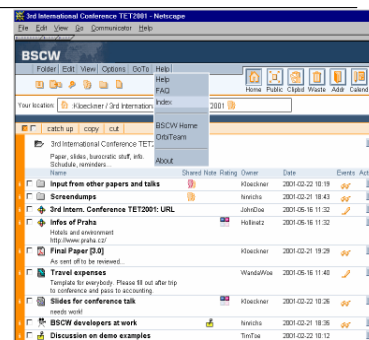 3rd International Conference TET2001 - Netscape
File Edit View Go Communicator Help
BSCW
Folder Edit View Options GoTo Help
Help
FAQ
Index
BSCW Home
OrbiTeam
About
Home Public Clipbd Waste Addr Calend
Your location: Kloeckner / 3rd Internation 2001
catch up copy cut
3rd International Conference TET2
Paper, slides, burocratic stuff, info.
Schedule, reminders...
Name Shared Note Rating Owner Date Events Act
Input from other papers and talks Kloeckner 2001-02-22 10:19
Screendumps hinrichs 2001-02-21 18:43
3rd Intern. Conference TET2001: URL JohnDoe 2001-05-16 11:32
Infos of Praha Hollmetz 2001-05-16 11:32
Hotels and environment
http://www.praha.cz/
Final Paper [3.0] Kloeckner 2001-02-21 19:29
As sent off to be reviewed...
Travel expenses WandaWoe 2001-05-16 11:40
Template for everybody. Please fill out after trip
to conference and pass to accounting.
Slides for conference talk Kloeckner 2001-02-22 10:26
needs work!
BSCW developers at work hinrichs 2001-02-21 18:35
Discussion on demo examples TimToe 2001-02-22 10:12